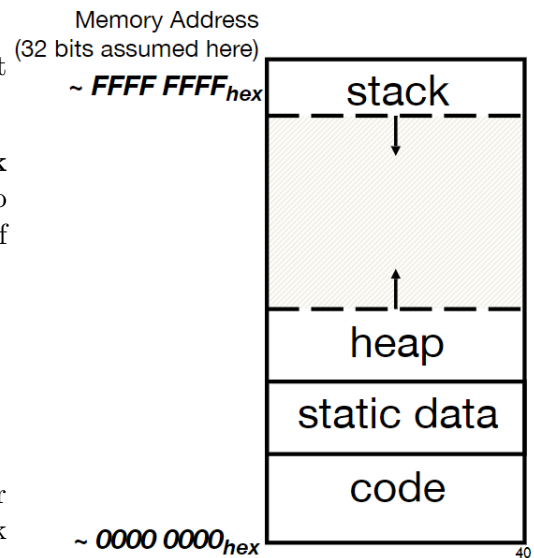 Memory Address
(32 bits assumed here)
t
~ FFFF FFFFhex
stack
k
o
f
heap
static data
code
r
k
~ 0000 0000hex
40